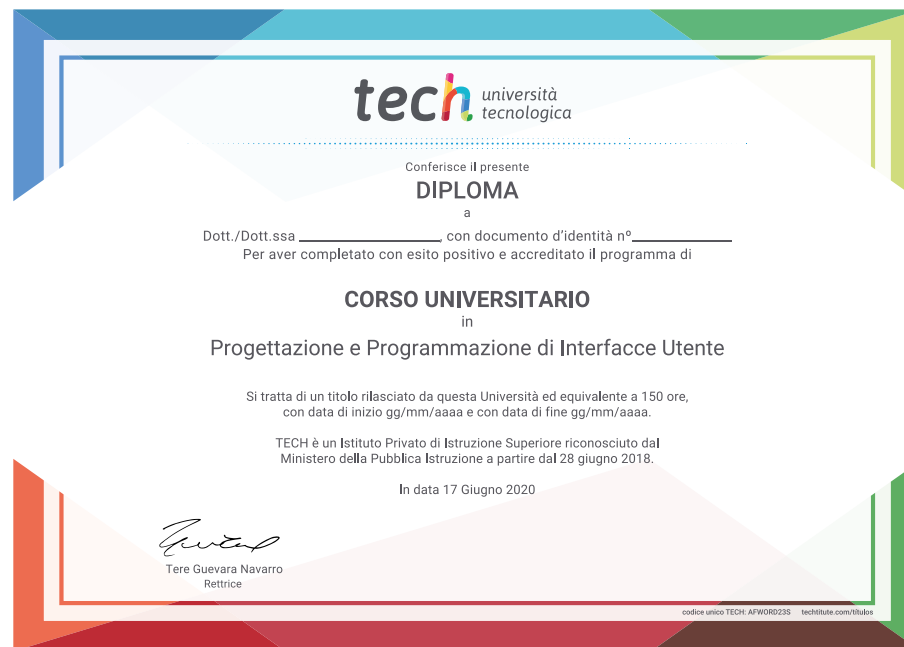 tech università
tecnologica
Conferisce il presente
DIPLOMA
a
Dott./Dott.ssa ____________________, con documento d'identità nº______________
Per aver completato con esito positivo e accreditato il programma di
CORSO UNIVERSITARIO
in
Progettazione e Programmazione di Interfacce Utente
Si tratta di un titolo rilasciato da questa Università ed equivalente a 150 ore,
con data di inizio gg/mm/aaaa e con data di fine gg/mm/aaaa.
TECH è un Istituto Privato di Istruzione Superiore riconosciuto dal
Ministero della Pubblica Istruzione a partire dal 28 giugno 2018.
In data 17 Giugno 2020
Tere Guevara Navarro
Rettrice
codice unico TECH: AFWORD23S techtitute.com/títulos